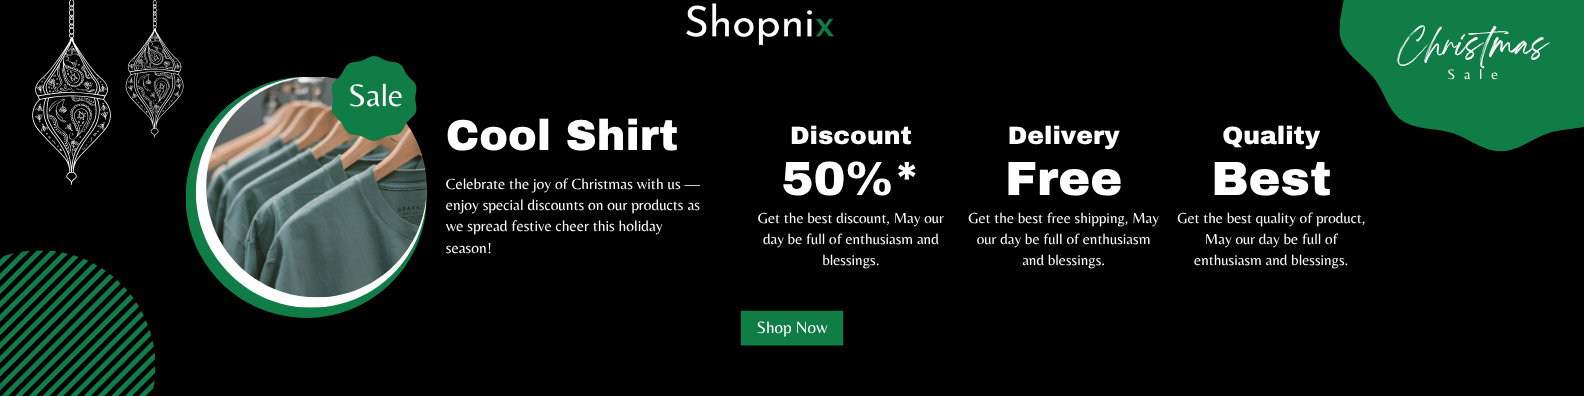 Shopnix
Christmas
Sale
Sale
Cool Shirt
Celebrate the joy of Christmas with us —
enjoy special discounts on our products as
we spread festive cheer this holiday
season!
Discount
50%*
Get the best discount, May our
day be full of enthusiasm and
blessings.
Delivery
Free
Get the best free shipping, May
our day be full of enthusiasm
and blessings.
Quality
Best
Get the best quality of product,
May our day be full of
enthusiasm and blessings.
Shop Now